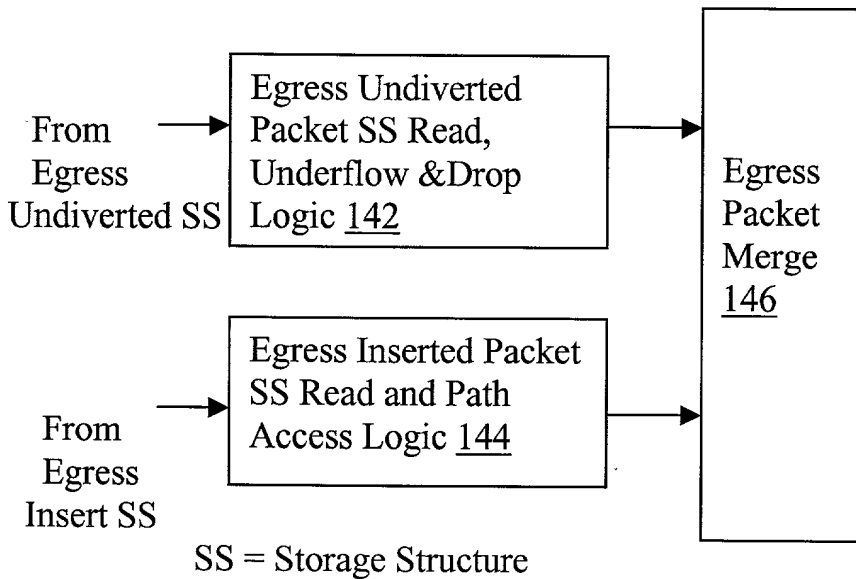 From
Egress
Undiverted SS
Egress Undiverted
Packet SS Read,
Underflow &Drop
Logic 142
From
Egress
Insert SS
Egress Inserted Packet
SS Read and Path
Access Logic 144
Egress
Packet
Merge
146
SS = Storage Structure